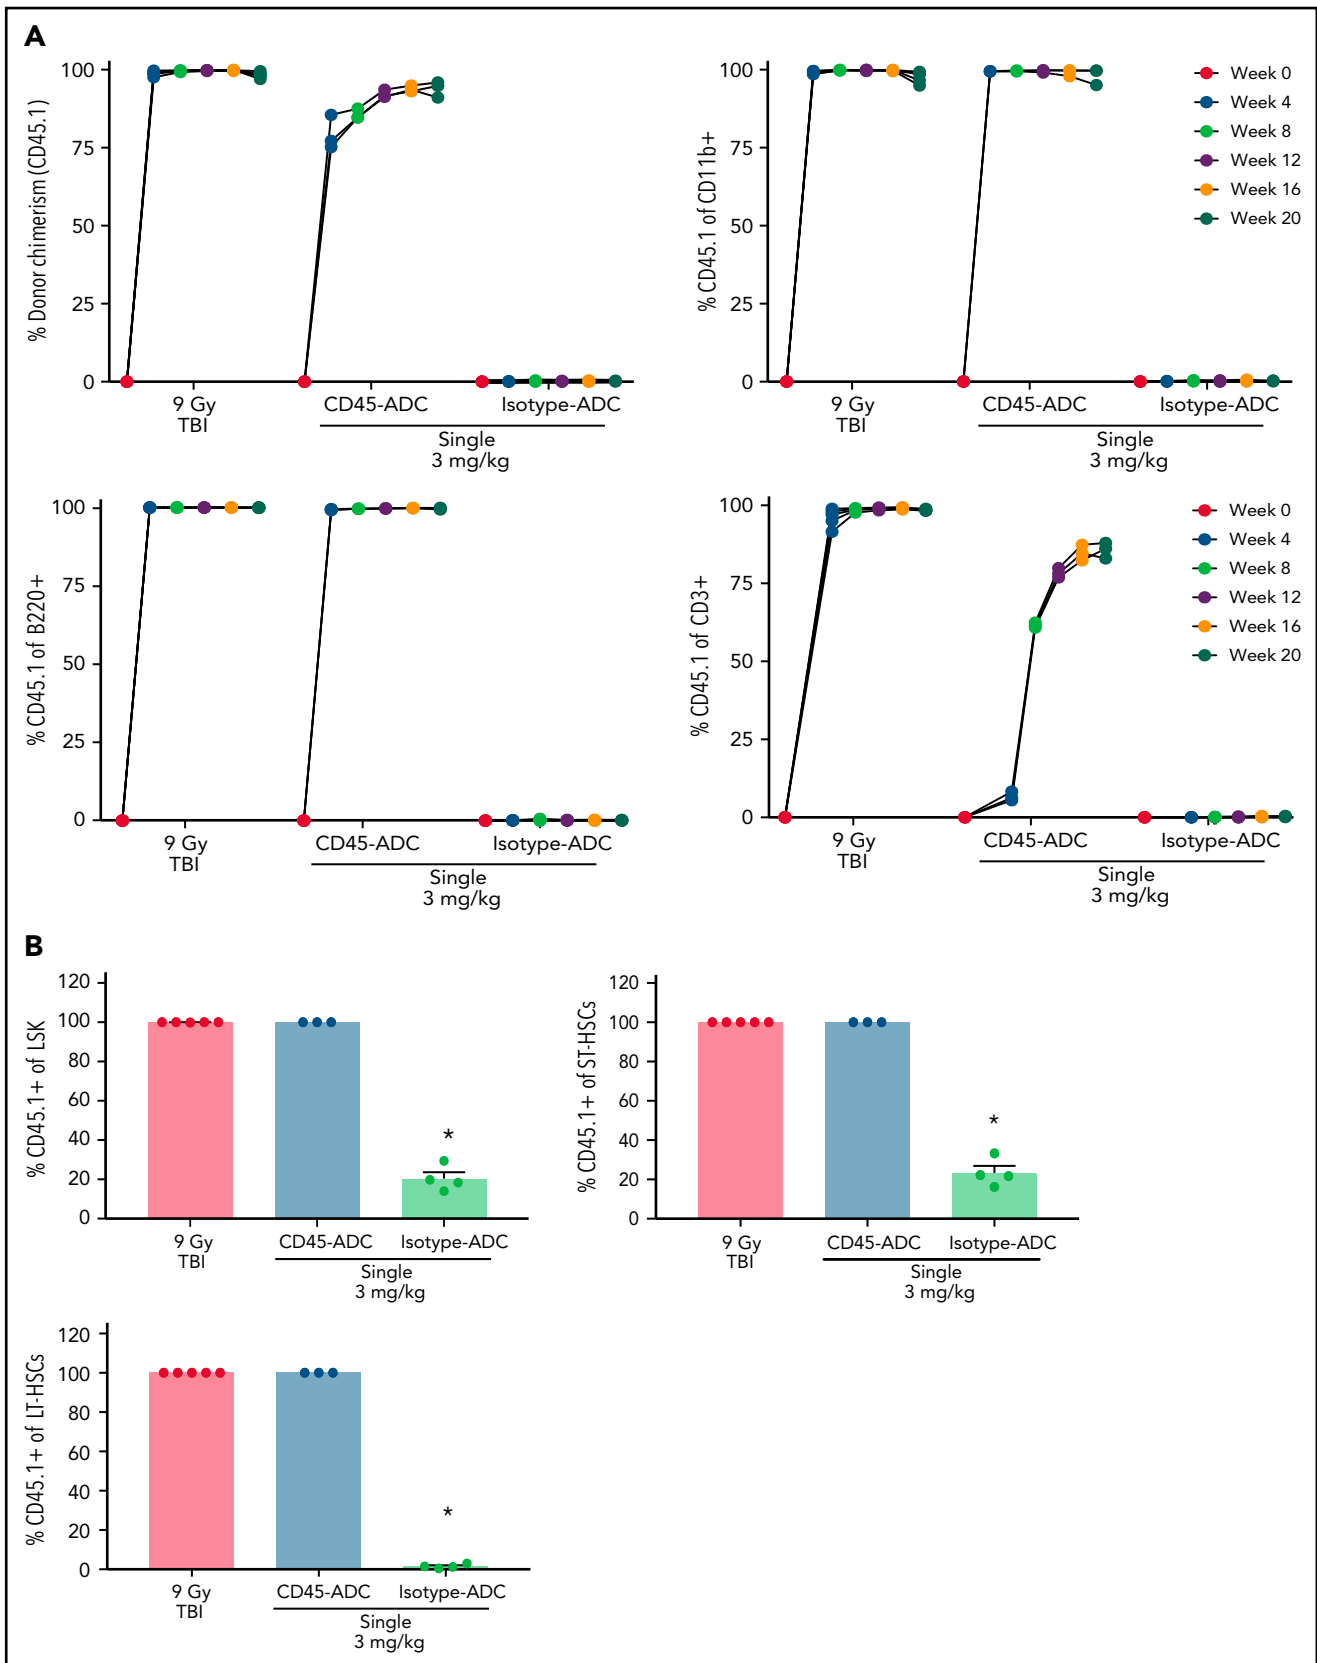 A
% Donor chimerism (CD45.1)
100
75
50
25
0
9 Gy
TBI
CD45-ADC
Isotype-ADC
Single
3 mg/kg
% CD45.1 of CD11b+
100
75
50
25
0
9 Gy
TBI
CD45-ADC
Isotype-ADC
Single
3 mg/kg
Week 0
Week 4
Week 8
Week 12
Week 16
Week 20
% CD45.1 of B220+
100
75
50
25
0
9 Gy
TBI
CD45-ADC
Isotype-ADC
Single
3 mg/kg
% CD45.1 of CD3+
100
75
50
25
0
9 Gy
TBI
CD45-ADC
Isotype-ADC
Single
3 mg/kg
Week 0
Week 4
Week 8
Week 12
Week 16
Week 20
B
% CD45.1+ of LSK
120
100
80
60
40
20
0
*
9 Gy
TBI
CD45-ADC
Isotype-ADC
Single
3 mg/kg
% CD45.1+ of ST-HSCs
120
100
80
60
40
20
0
*
9 Gy
TBI
CD45-ADC
Isotype-ADC
Single
3 mg/kg
% CD45.1+ of LT-HSCs
120
100
80
60
40
20
0
*
9 Gy
TBI
CD45-ADC
Isotype-ADC
Single
3 mg/kg